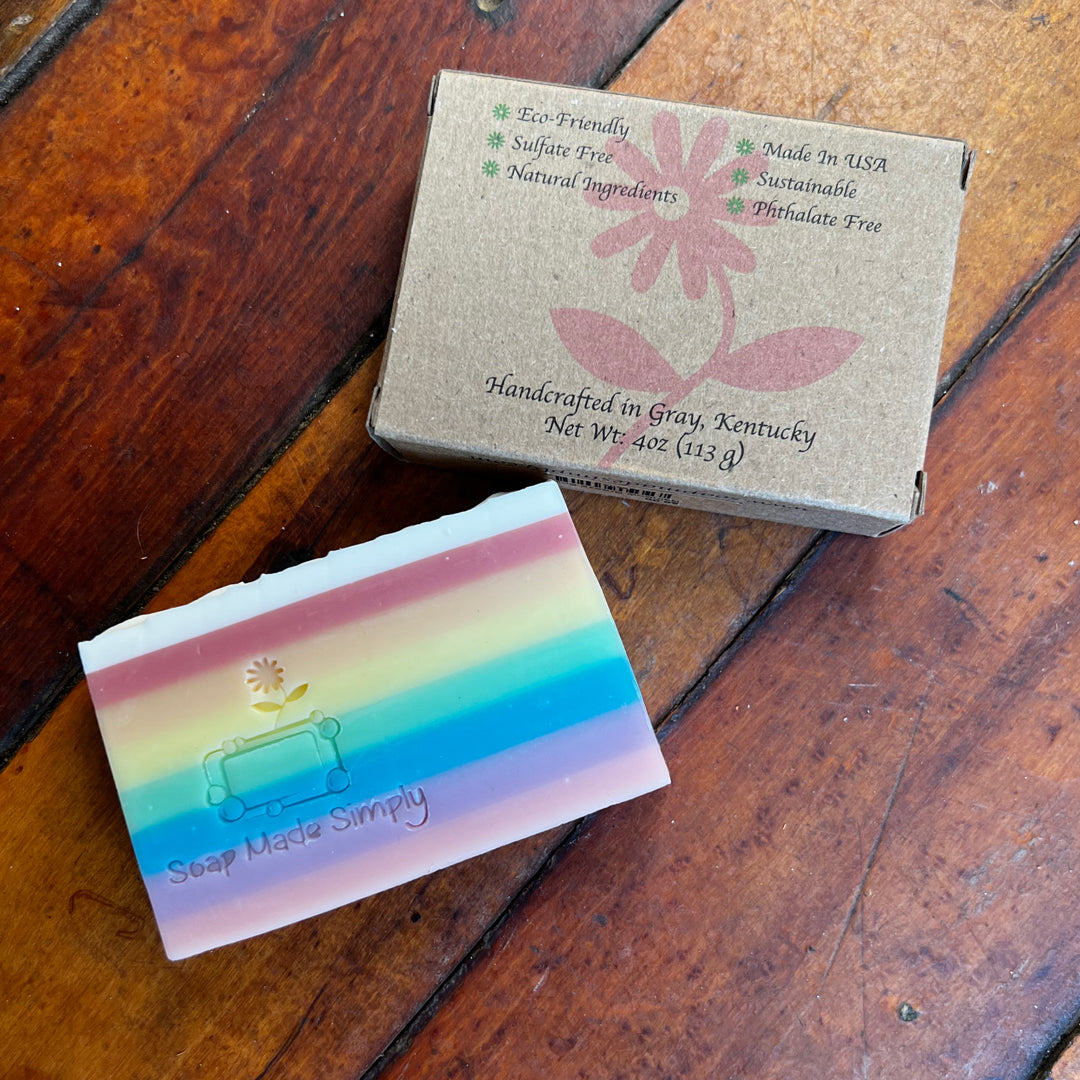 Eco-Friendly
Sulfate Free
Natural Ingredients
Made In USA
Sustainable
Phthalate Free
Handcrafted in Gray, Kentucky
Net Wt: 4oz (113 g)
Soap Made Simply